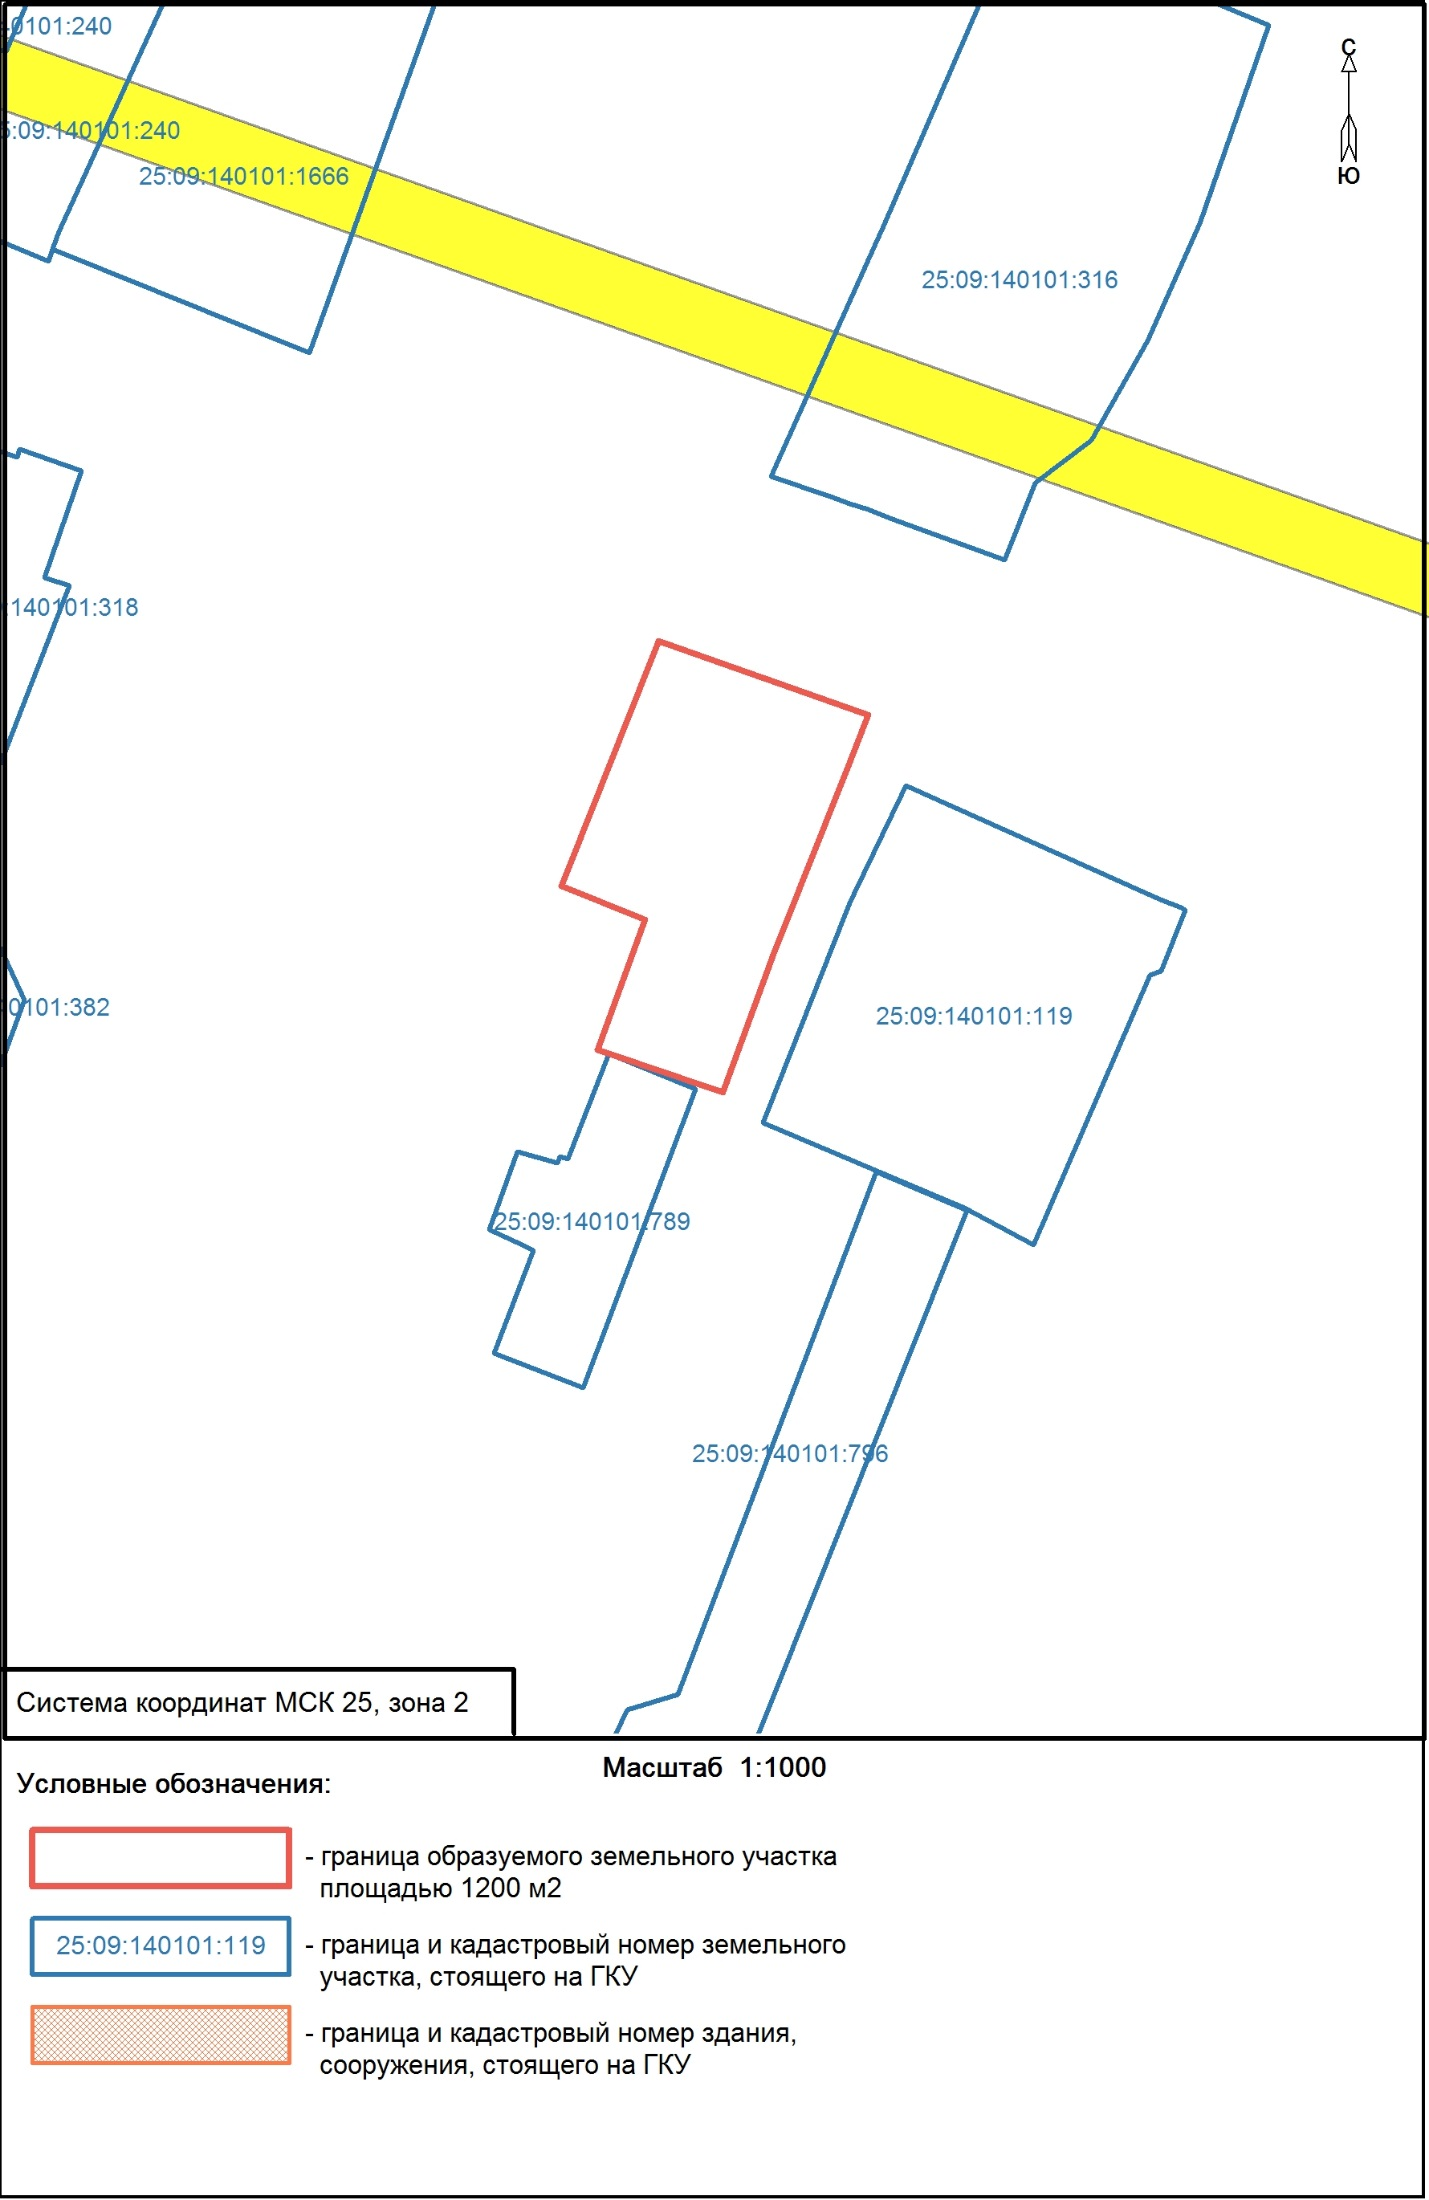 0101:240
С
5:09:140101:240
25:09:140101:1666
Ю
25:09:140101:316
:140101:318
0101:382
25:09:140101:119
25:09:140101:789
25:09:140101:796
Система координат МСК 25, зона 2
Масштаб 1:1000
Условные обозначения:
- граница образуемого земельного участка
площадью 1200 м2
25:09:140101:119
- граница и кадастровый номер земельного
участка, стоящего на ГКУ
- граница и кадастровый номер здания,
сооружения, стоящего на ГКУ